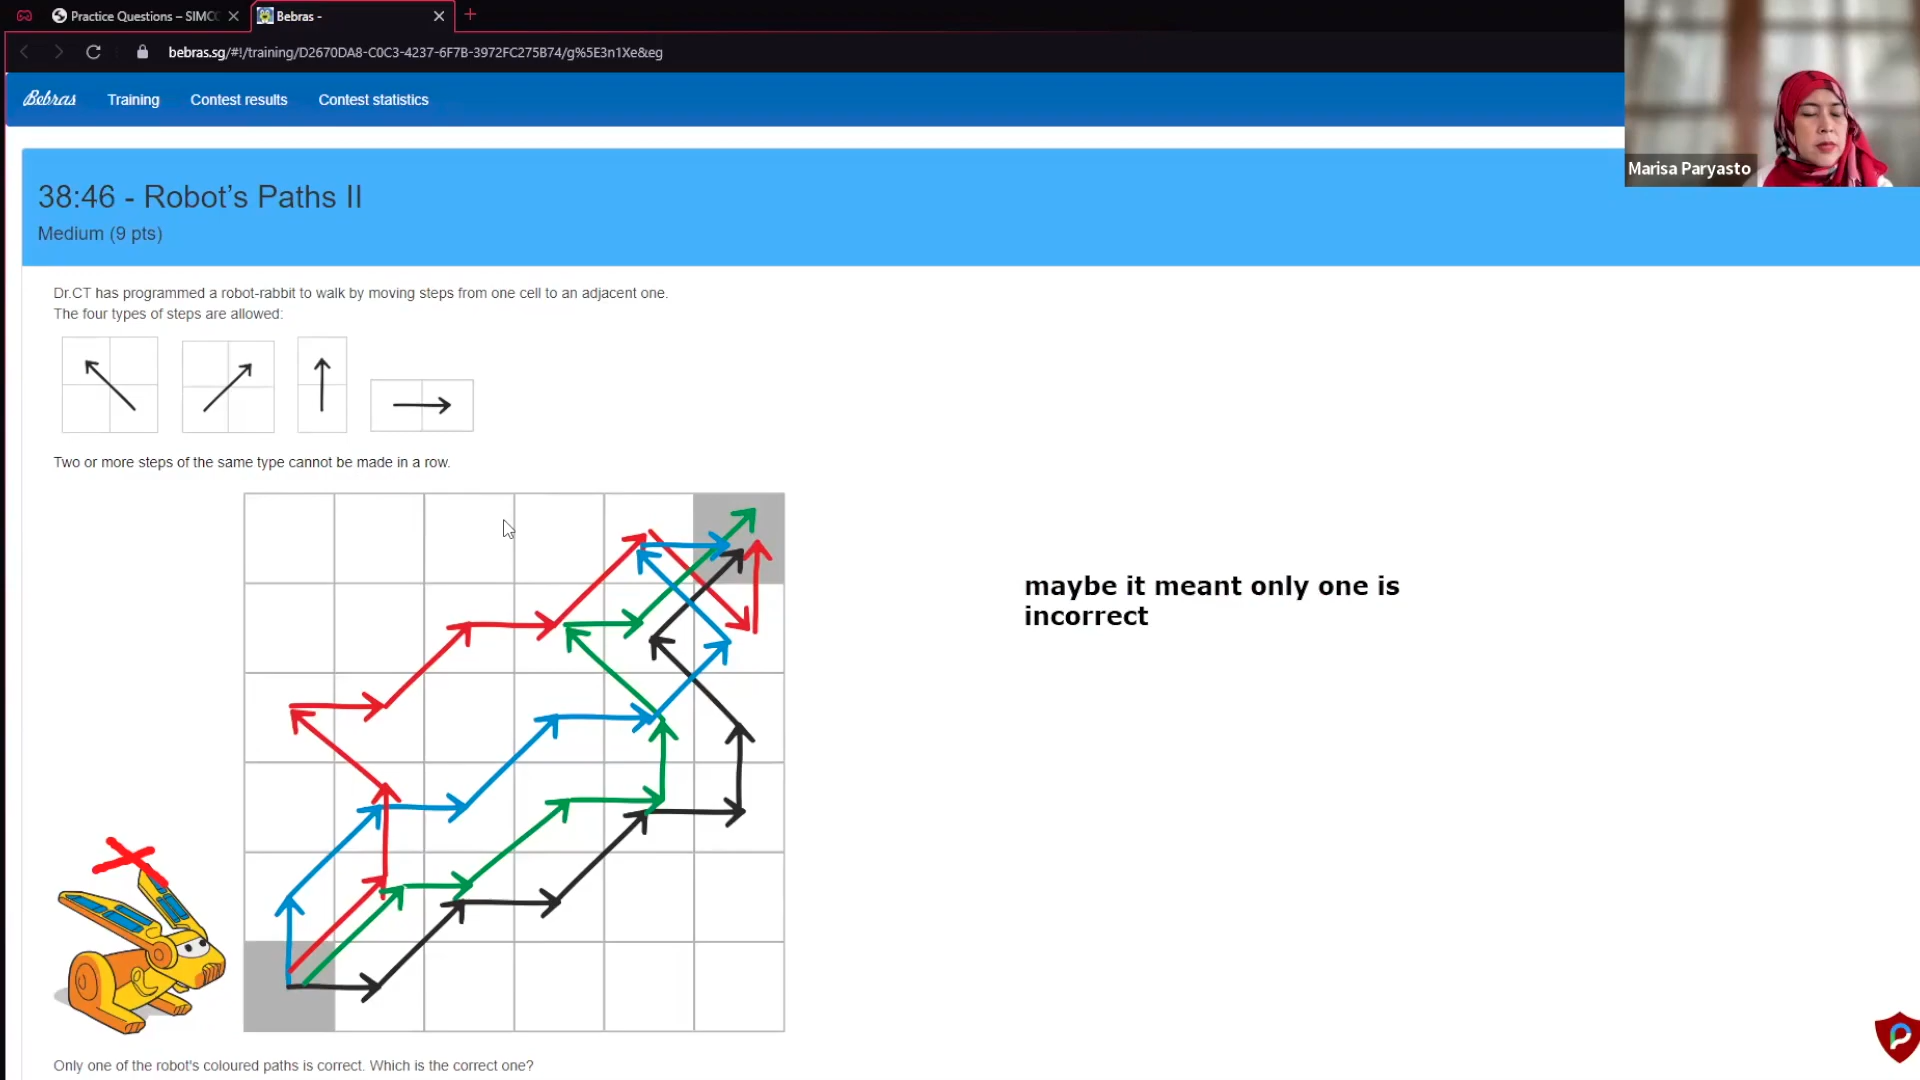 Practice Questions – SIMCC
Bebras -
bebras.sg/#!/training/D2670DA8-C0C3-4237-6F7B-3972FC275B74/g%5E3n1Xe&eg
Bebras Training Contest results Contest statistics
Marisa Paryasto
38:46 - Robot’s Paths II
Medium (9 pts)
Dr.CT has programmed a robot-rabbit to walk by moving steps from one cell to an adjacent one.
The four types of steps are allowed:
Two or more steps of the same type cannot be made in a row.
maybe it meant only one is
incorrect
Only one of the robot's coloured paths is correct. Which is the correct one?